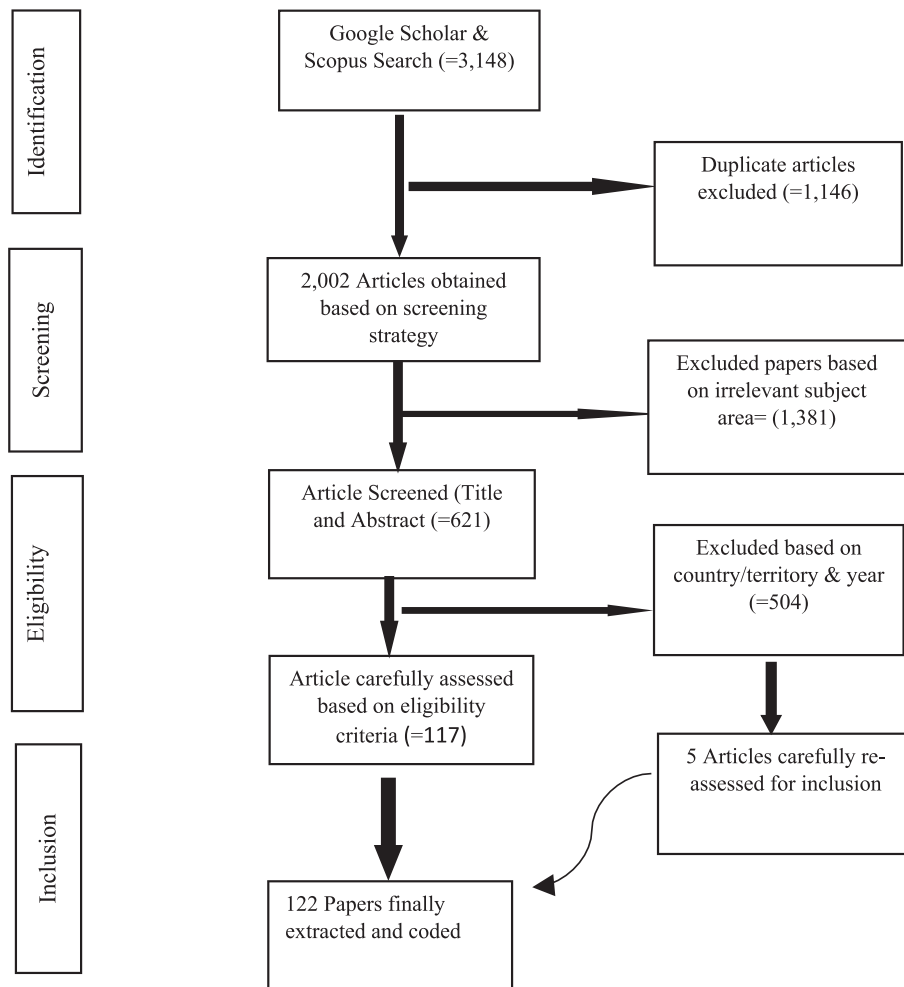 Identification
Google Scholar &
Scopus Search (=3,148)
Duplicate articles
excluded (=1,146)
Screening
2,002 Articles obtained
based on screening
strategy
Excluded papers based
on irrelevant subject
area= (1,381)
Eligibility
Article Screened (Title
and Abstract (=621)
Excluded based on
country/territory & year
(=504)
Article carefully assessed
based on eligibility
criteria (=117)
Inclusion
5 Articles carefully re-
assessed for inclusion
122 Papers finally
extracted and coded